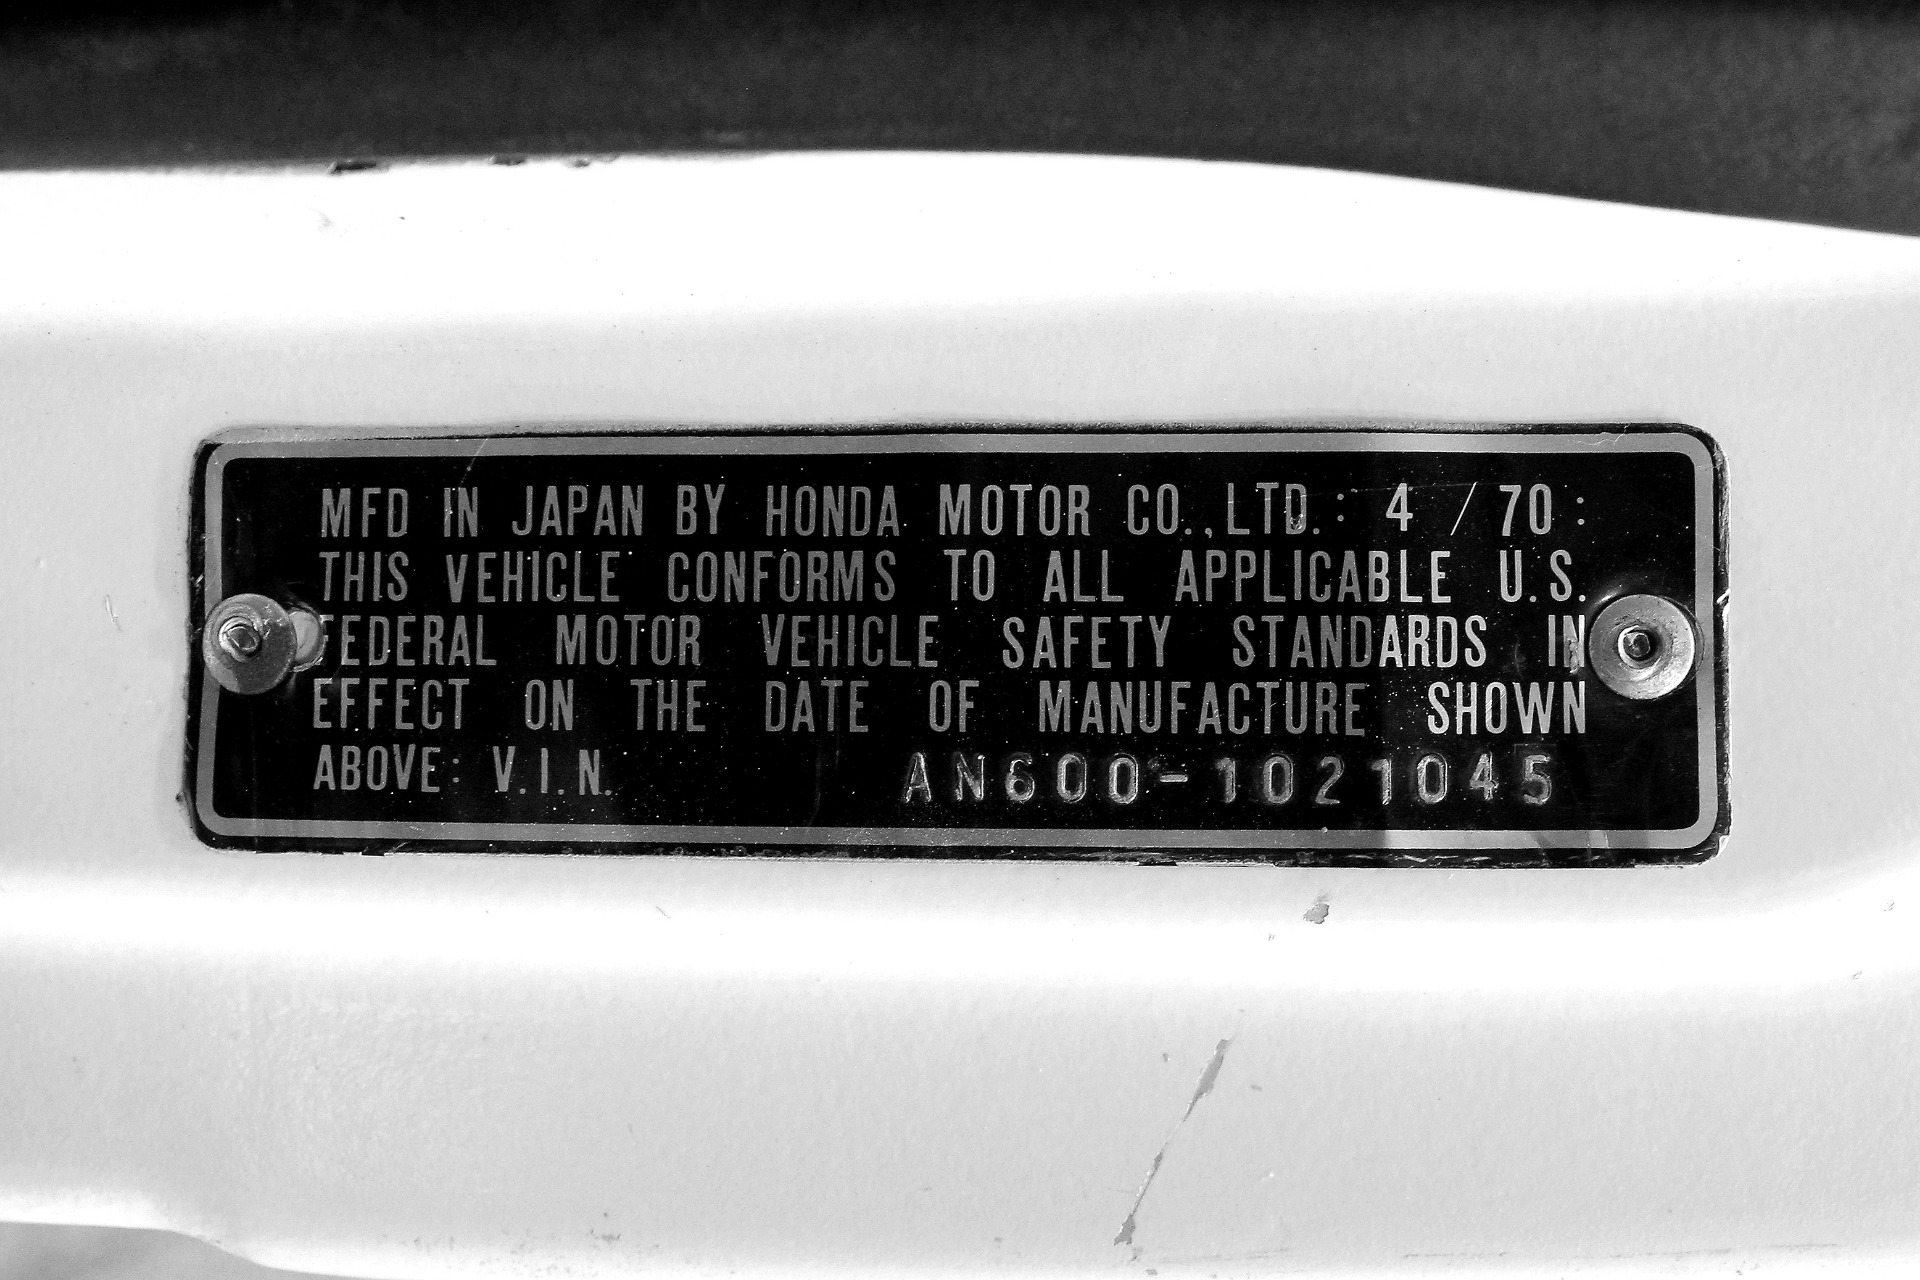 MFD IN JAPAN BY HONDA MOTOR CO.,LTD.: 4 / 70:
THIS VEHICLE CONFORMS TO ALL APPLICABLE U.S.
FEDERAL MOTOR VEHICLE SAFETY STANDARDS IN
EFFECT ON THE DATE OF MANUFACTURE SHOWN
ABOVE: V.I.N. AN600-1021045